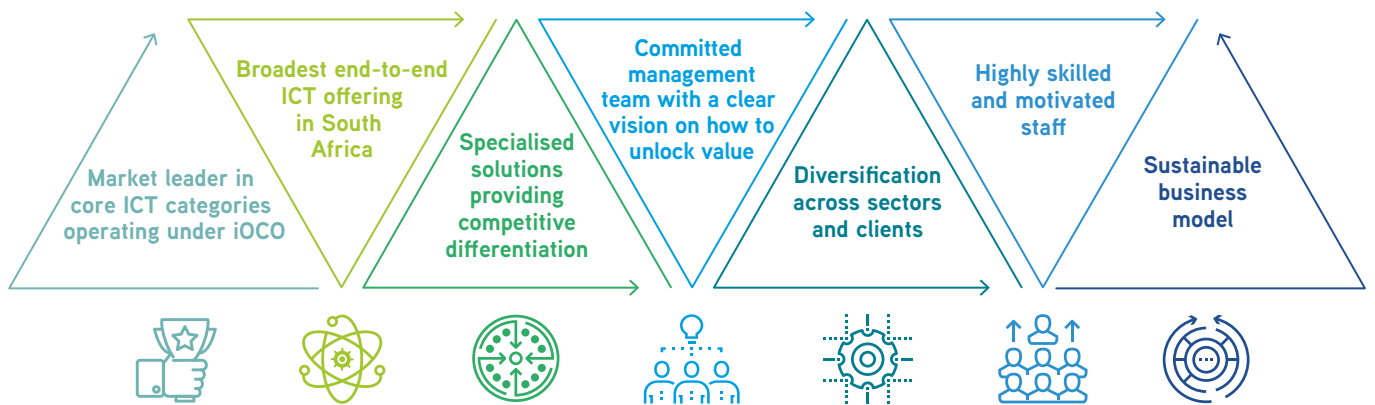 Market leader in
core ICT categories
operating under iOCO
Broadest end-to-end
ICT offering
in South
Africa
Specialised
solutions
providing
competitive
differentiation
Committed
management
team with a clear
vision on how to
unlock value
Diversification
across sectors
and clients
Highly skilled
and motivated
staff
Sustainable
business
model